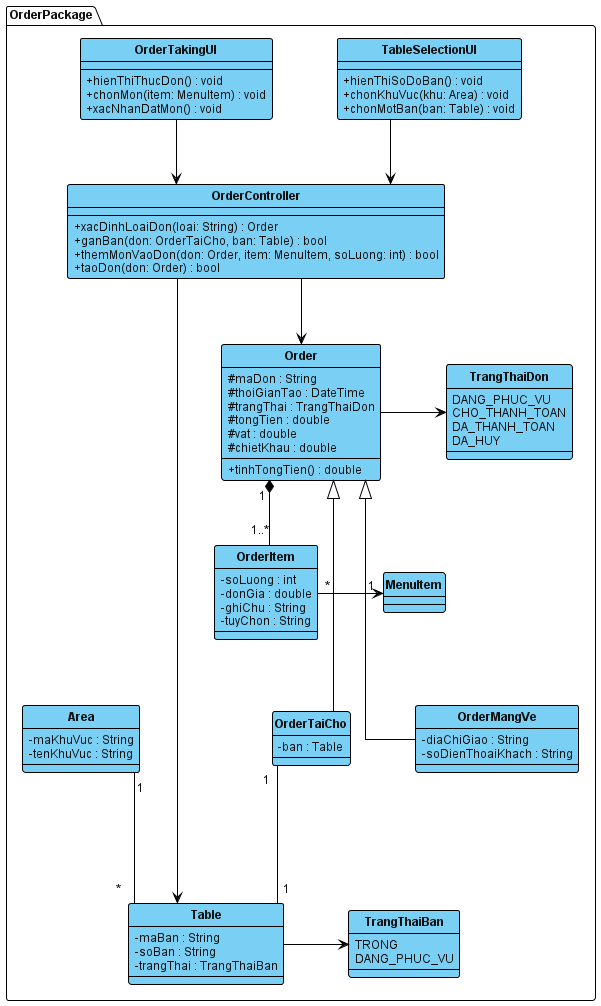 OrderPackage
OrderTakingUI
+hienThiThucDon() : void
+chonMon(item: MenuItem) : void
+xacNhanDatMon() : void
TableSelectionUI
+hienThiSoDoBan() : void
+chonKhuVuc(khu: Area) : void
+chonMotBan(ban: Table) : void
OrderController
+xacDinhLoaiDon(loai: String) : Order
+ganBan(don: OrderTaiCho, ban: Table) : bool
+themMonVaoDon(don: Order, item: MenuItem, soLuong: int) : bool
+taoDon(don: Order) : bool
Order
#maDon : String
#thoiGianTao : DateTime
#trangThai : TrangThaiDon
#tongTien : double
#vat : double
#chietKhau : double
+tinhTongTien() : double
TrangThaiDon
DANG_PHUC_VU
CHO_THANH_TOAN
DA_THANH_TOAN
DA_HUY
1
1..*
OrderItem
-soLuong : int
-donGia : double
-ghiChu : String
-tuyChon : String
*
1
MenuItem
Area
-maKhuVuc : String
-tenKhuVuc : String
OrderTaiCho
-ban : Table
OrderMangVe
-diaChiGiao : String
-soDienThoaiKhach : String
1
1
*
1
Table
-maBan : String
-soBan : String
-trangThai : TrangThaiBan
TrangThaiBan
TRONG
DANG_PHUC_VU